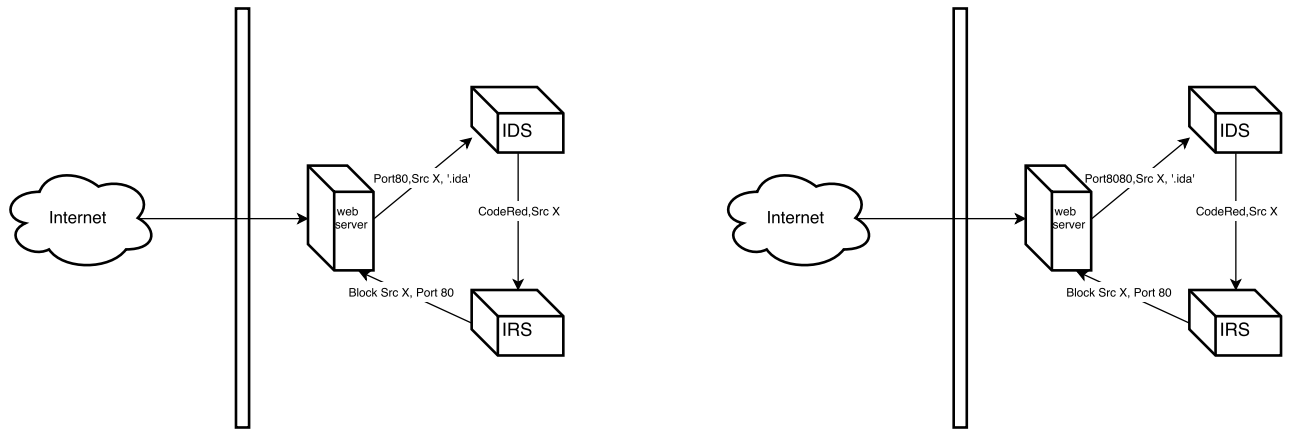 IDS
Port80,Src X, '.ida'
Internet
web
server
CodeRed,Src X
Block Src X, Port 80
IRS
IDS
Port8080,Src X, '.ida'
Internet
web
server
CodeRed,Src X
Block Src X, Port 80
IRS